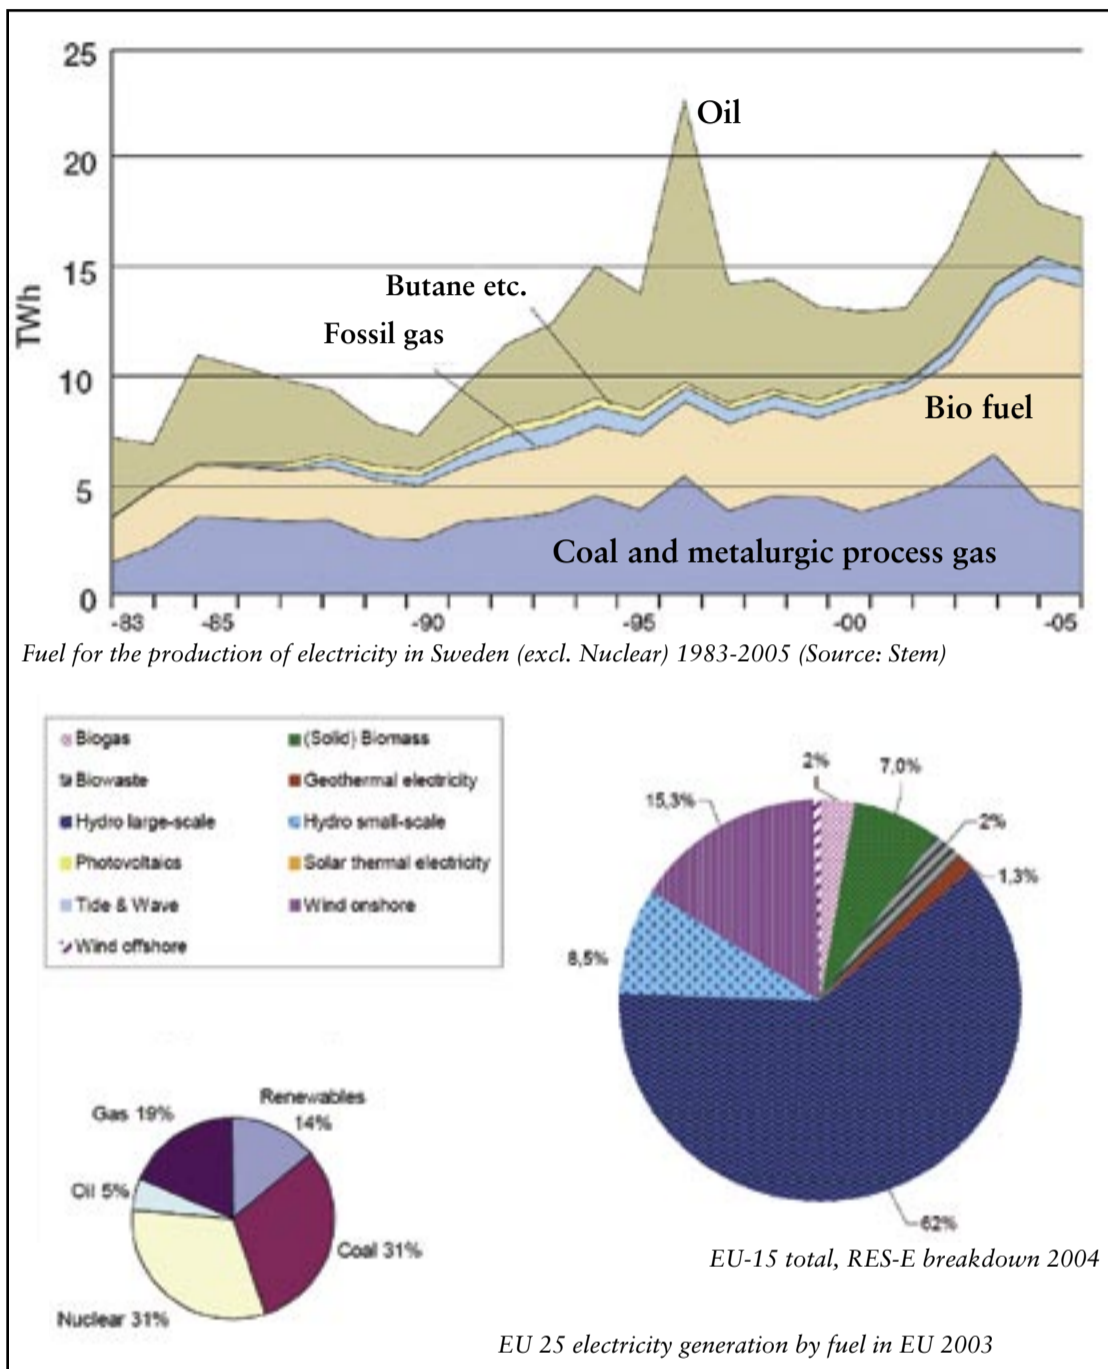 25
20
15
10
5
0
TWh
Oil
Butane etc.
Fossil gas
Bio fuel
Coal and metalurgic process gas
-83 -85 -90 -95 -00 -05
Fuel for the production of electricity in Sweden (excl. Nuclear) 1983-2005 (Source: Stem)
Biogas (Solid) Biomass
Biowaste Geothermal electricity
Hydro large-scale Hydro small-scale
Photovoltaics Solar thermal electricity
Tide & Wave Wind onshore
Wind offshore
2%
7,0%
15,3%
2%
1,3%
8,5%
62%
EU-15 total, RES-E breakdown 2004
Renewables
14%
Gas 19%
Oil 5%
Coal 31%
Nuclear 31%
EU 25 electricity generation by fuel in EU 2003